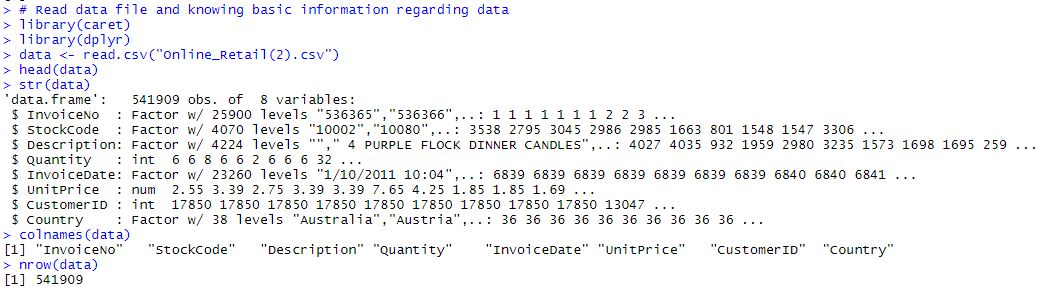 > # Read data file and knowing basic information regarding data
> library(caret)
> library(dplyr)
> data <- read.csv("Online_Retail(2).csv")
> head(data)
> str(data)
'data.frame':   541909 obs. of  8 variables:
 $ InvoiceNo  : Factor w/ 25900 levels "536365","536366",..: 1 1 1 1 1 1 1 2 2 3 ...
 $ StockCode  : Factor w/ 4070 levels "10002","10080",..: 3538 2795 3045 2986 2985 1663 801 1548 1547 3306 ...
 $ Description: Factor w/ 4224 levels ""," 4 PURPLE FLOCK DINNER CANDLES",..: 4027 4035 932 1959 2980 3235 1573 1698 1695 259 ...
 $ Quantity   : int  6 6 8 6 6 2 6 6 6 32 ...
 $ InvoiceDate: Factor w/ 23260 levels "1/10/2011 10:04",..: 6839 6839 6839 6839 6839 6839 6839 6840 6840 6841 ...
 $ UnitPrice  : num  2.55 3.39 2.75 3.39 3.39 7.65 4.25 1.85 1.85 1.69 ...
 $ CustomerID : int  17850 17850 17850 17850 17850 17850 17850 17850 17850 13047 ...
 $ Country    : Factor w/ 38 levels "Australia","Austria",..: 36 36 36 36 36 36 36 36 36 36 ...
> colnames(data)
[1] "InvoiceNo"   "StockCode"   "Description" "Quantity"    "InvoiceDate" "UnitPrice"   "CustomerID"  "Country"
> nrow(data)
[1] 541909